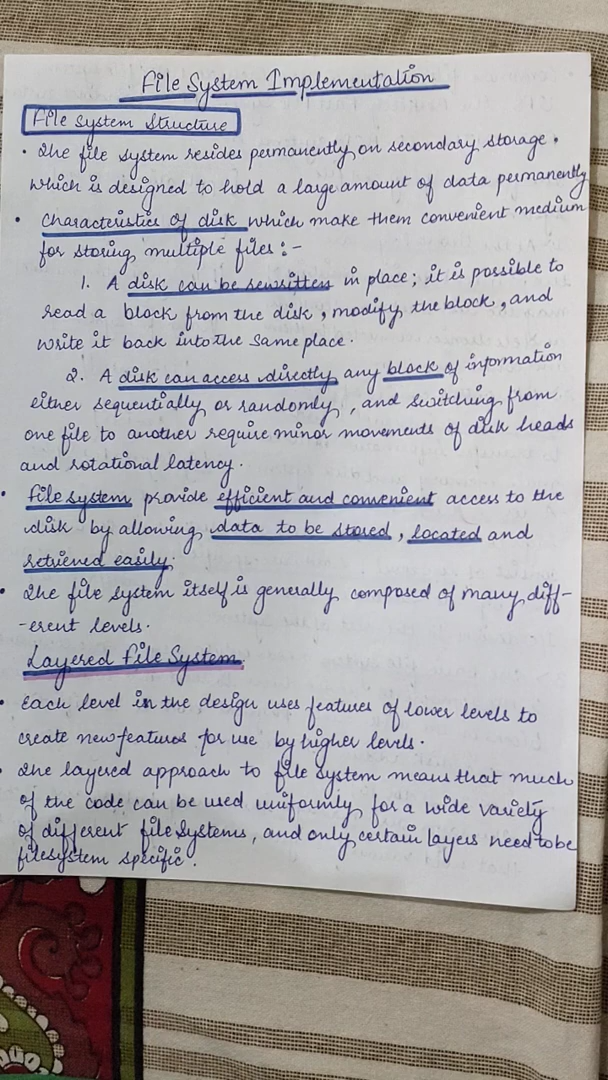 File System Implementation
File System Structure
• The file system resides permanently on secondary storage,
which is designed to hold a large amount of data permanently
• Characteristics of disk which make them convenient medium
for storing multiple files :-
1. A disk can be rewritten in place; it is possible to
read a block from the disk, modify the block, and
write it back into the same place.
2. A disk can access directly any block of information
either sequentially or randomly, and switching from
one file to another require minor movements of disk heads
and rotational latency.
• File system provide efficient and convenient access to the
disk by allowing data to be stored, located and
retrieved easily.
• The file system itself is generally composed of many diff-
-erent levels.
Layered File System
• Each level in the design uses features of lower levels to
create new features for use by higher levels.
• The layered approach to file system means that much
of the code can be used uniformly for a wide variety
of different file systems, and only certain layers need to be
filesystem specific.